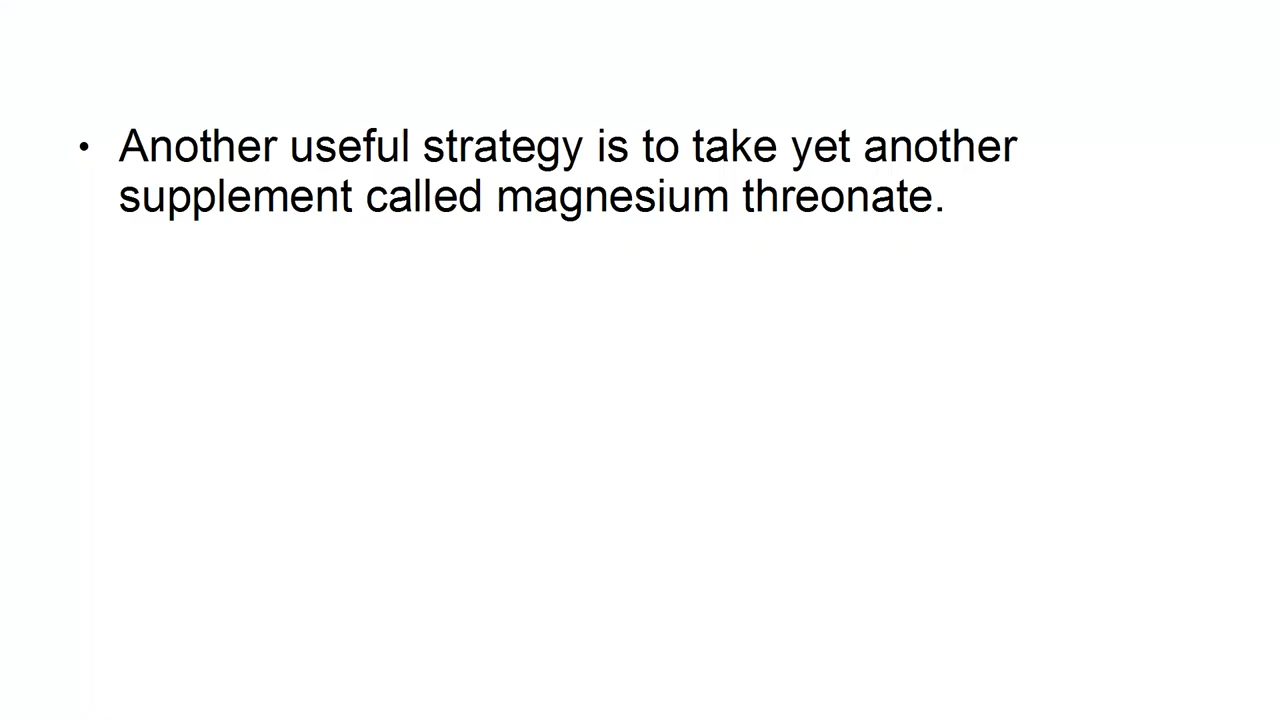 • Another useful strategy is to take yet another
supplement called magnesium threonate.